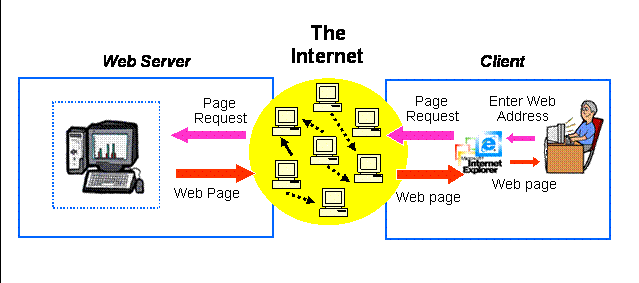 The
Internet
Web Server
Client
Page
Request
Page
Request
Enter Web
Address
Microsoft
Internet
Explorer
Web Page
Web page
Web page